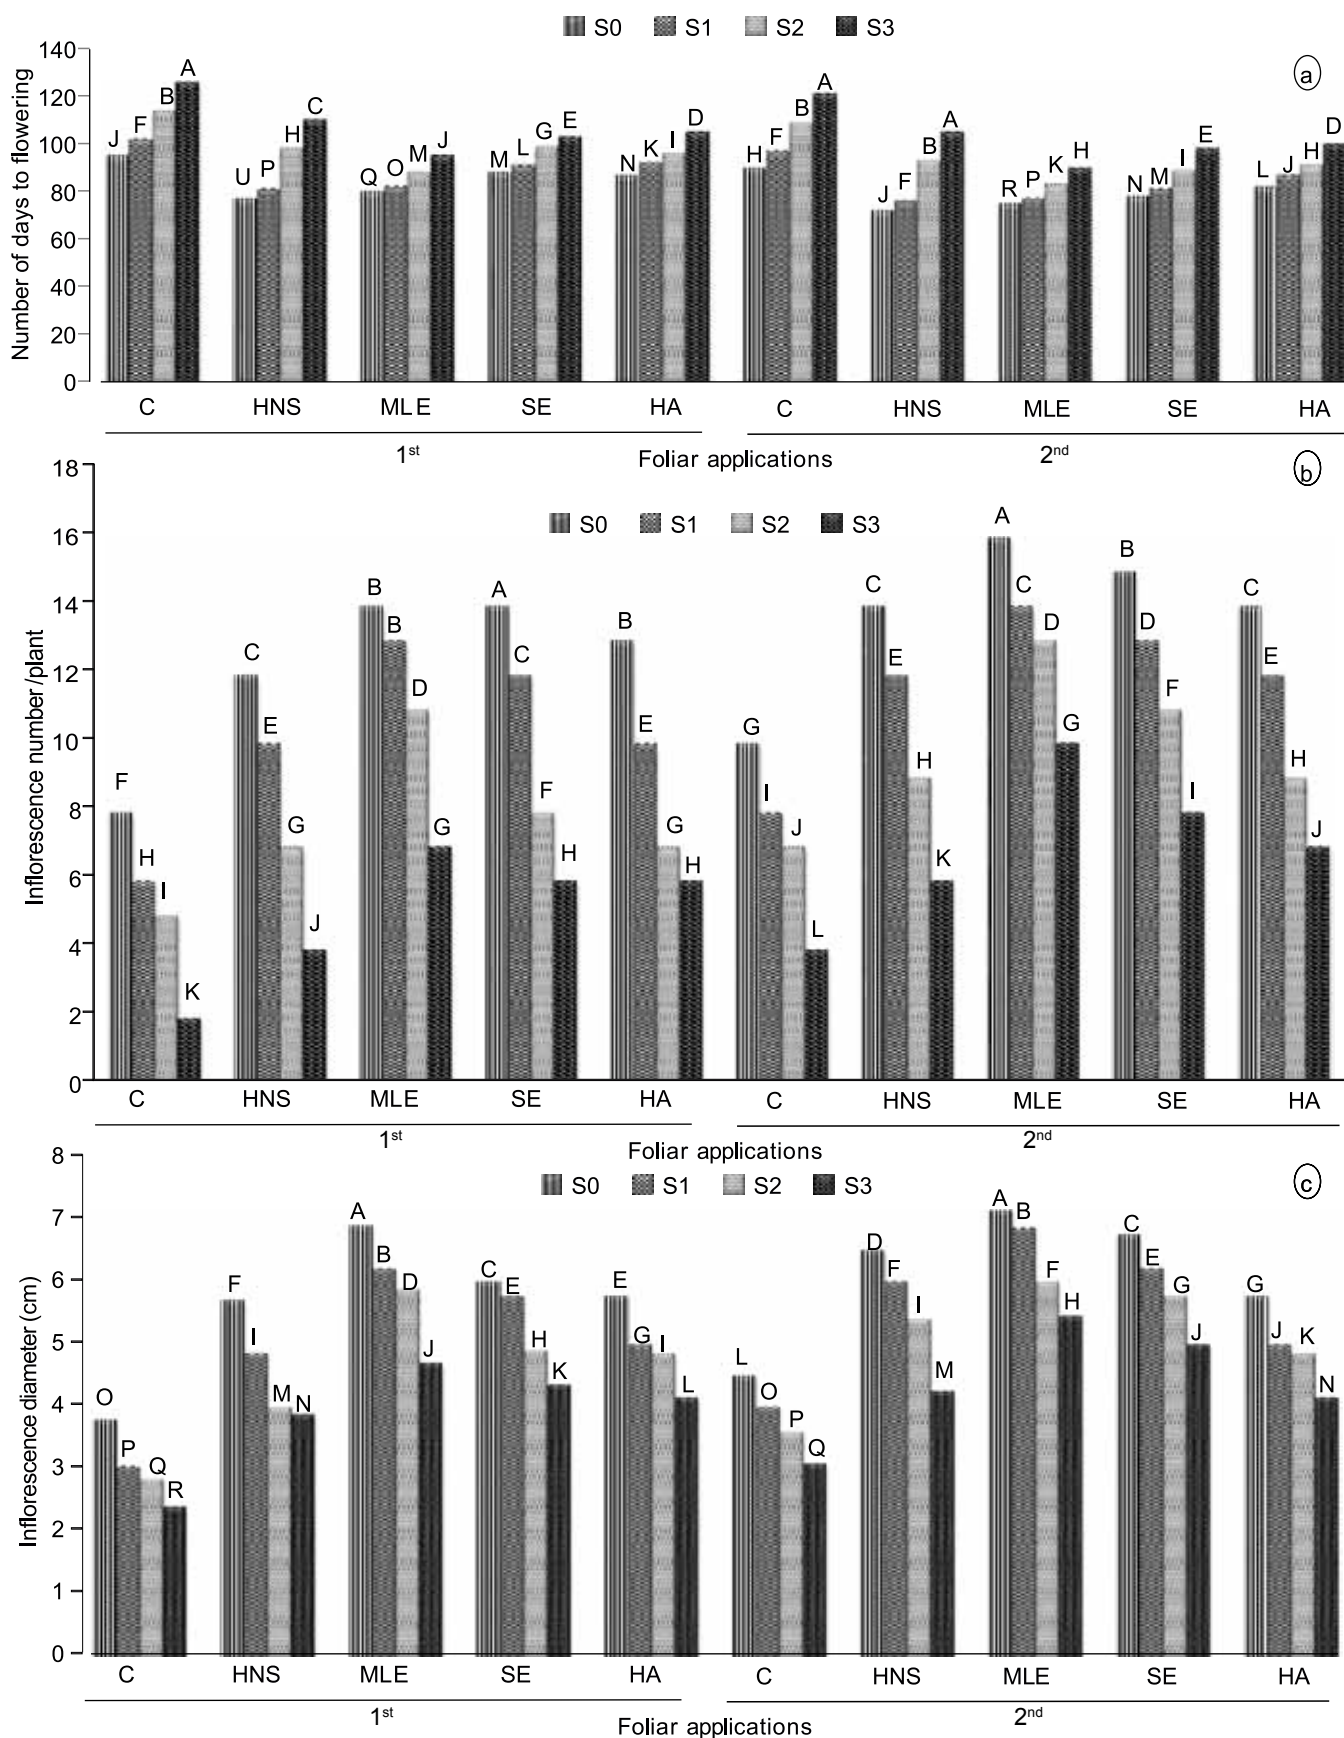 S0 S1 S2 S3
a
Number of days to flowering
140
120
100
80
60
40
20
0
J F B A U P H C Q O M J M L G E N K I D H F B A J F B A R P K H N M I E L J H D
C HNS MLE SE HA C HNS MLE SE HA
1st Foliar applications 2nd
b
S0 S1 S2 S3
Inflorescence number/plant
18
16
14
12
10
8
6
4
2
0
F H I K C E G J B B D G A C F H B E G H G I J L C E H K A C D G B D F I C E H J
C HNS MLE SE HA C HNS MLE SE HA
1st Foliar applications 2nd
c
S0 S1 S2 S3
Inflorescence diameter (cm)
8
7
6
5
4
3
2
1
0
O P Q R F I M N A B D J C E H K E G I L L O P Q D F I M A B F H C E G J G J K N
C HNS MLE SE HA C HNS MLE SE HA
1st Foliar applications 2nd